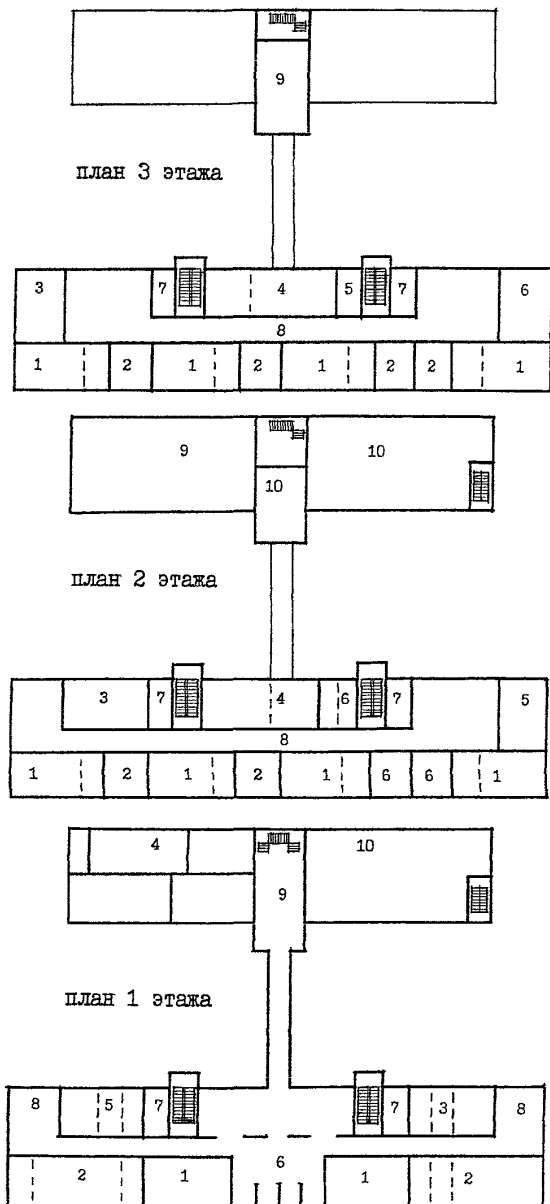 9
план 3 этажа
3 7 4 5 7 6
8
1 2 1 2 1 2 2 1
9 10
10
план 2 этажа
3 7 4 6 7 5
8
1 2 1 2 1 6 6 1
4 10
9
план 1 этажа
8 5 7 7 3 8
6
2 1 1 2